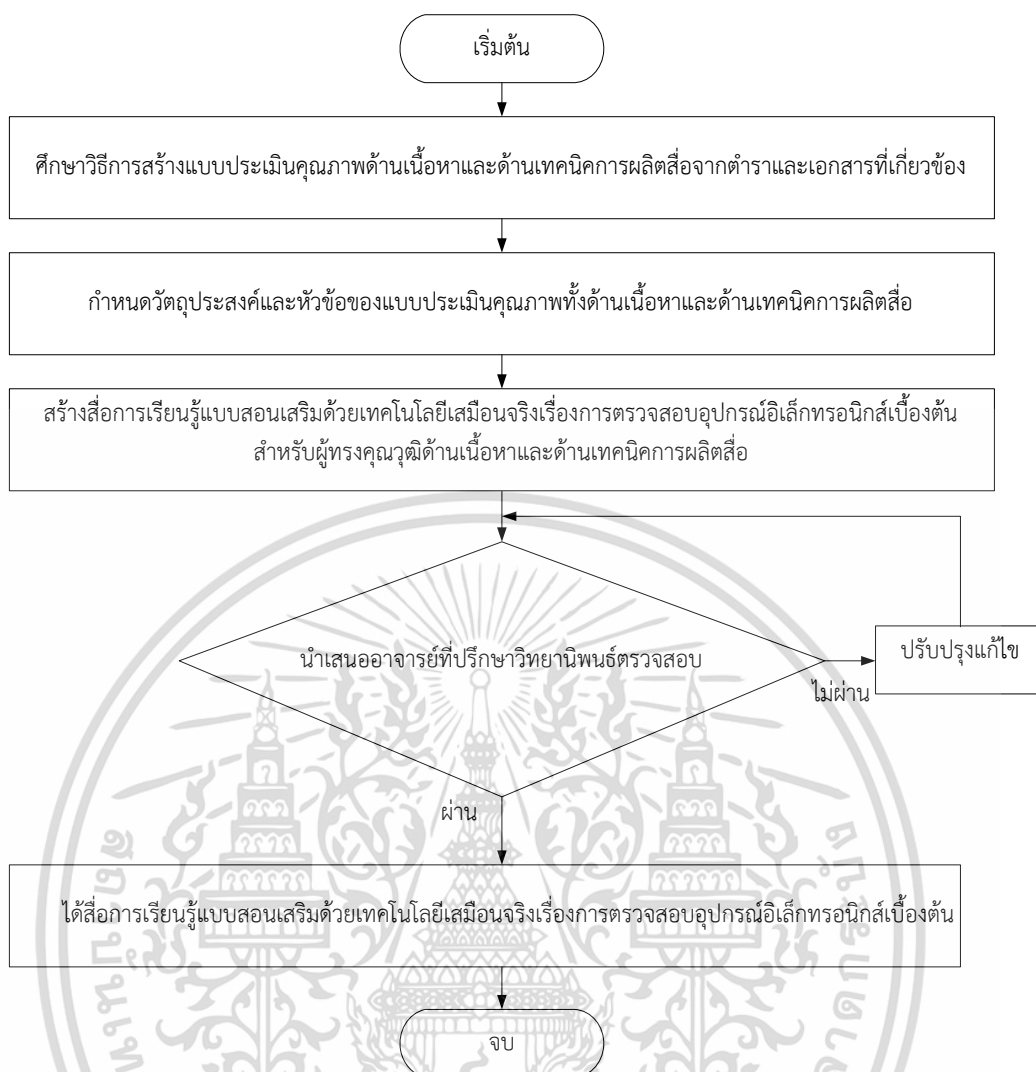 เริ่มต้น
ศึกษาวิธีการสร้างแบบประเมินคุณภาพด้านเนื้อหาและด้านเทคนิคการผลิตสื่อจากตำราและเอกสารที่เกี่ยวข้อง
กำหนดวัตถุประสงค์และหัวข้อของแบบประเมินคุณภาพทั้งด้านเนื้อหาและด้านเทคนิคการผลิตสื่อ
สร้างสื่อการเรียนรู้แบบสอนเสริมด้วยเทคโนโลยีเสมือนจริงเรื่องการตรวจสอบอุปกรณ์อิเล็กทรอนิกส์เบื้องต้น
สำหรับผู้ทรงคุณวุฒิด้านเนื้อหาและด้านเทคนิคการผลิตสื่อ
นำเสนออาจารย์ที่ปรึกษาวิทยานิพนธ์ตรวจสอบ
ปรับปรุงแก้ไข
ไม่ผ่าน
ผ่าน
ได้สื่อการเรียนรู้แบบสอนเสริมด้วยเทคโนโลยีเสมือนจริงเรื่องการตรวจสอบอุปกรณ์อิเล็กทรอนิกส์เบื้องต้น
จบ